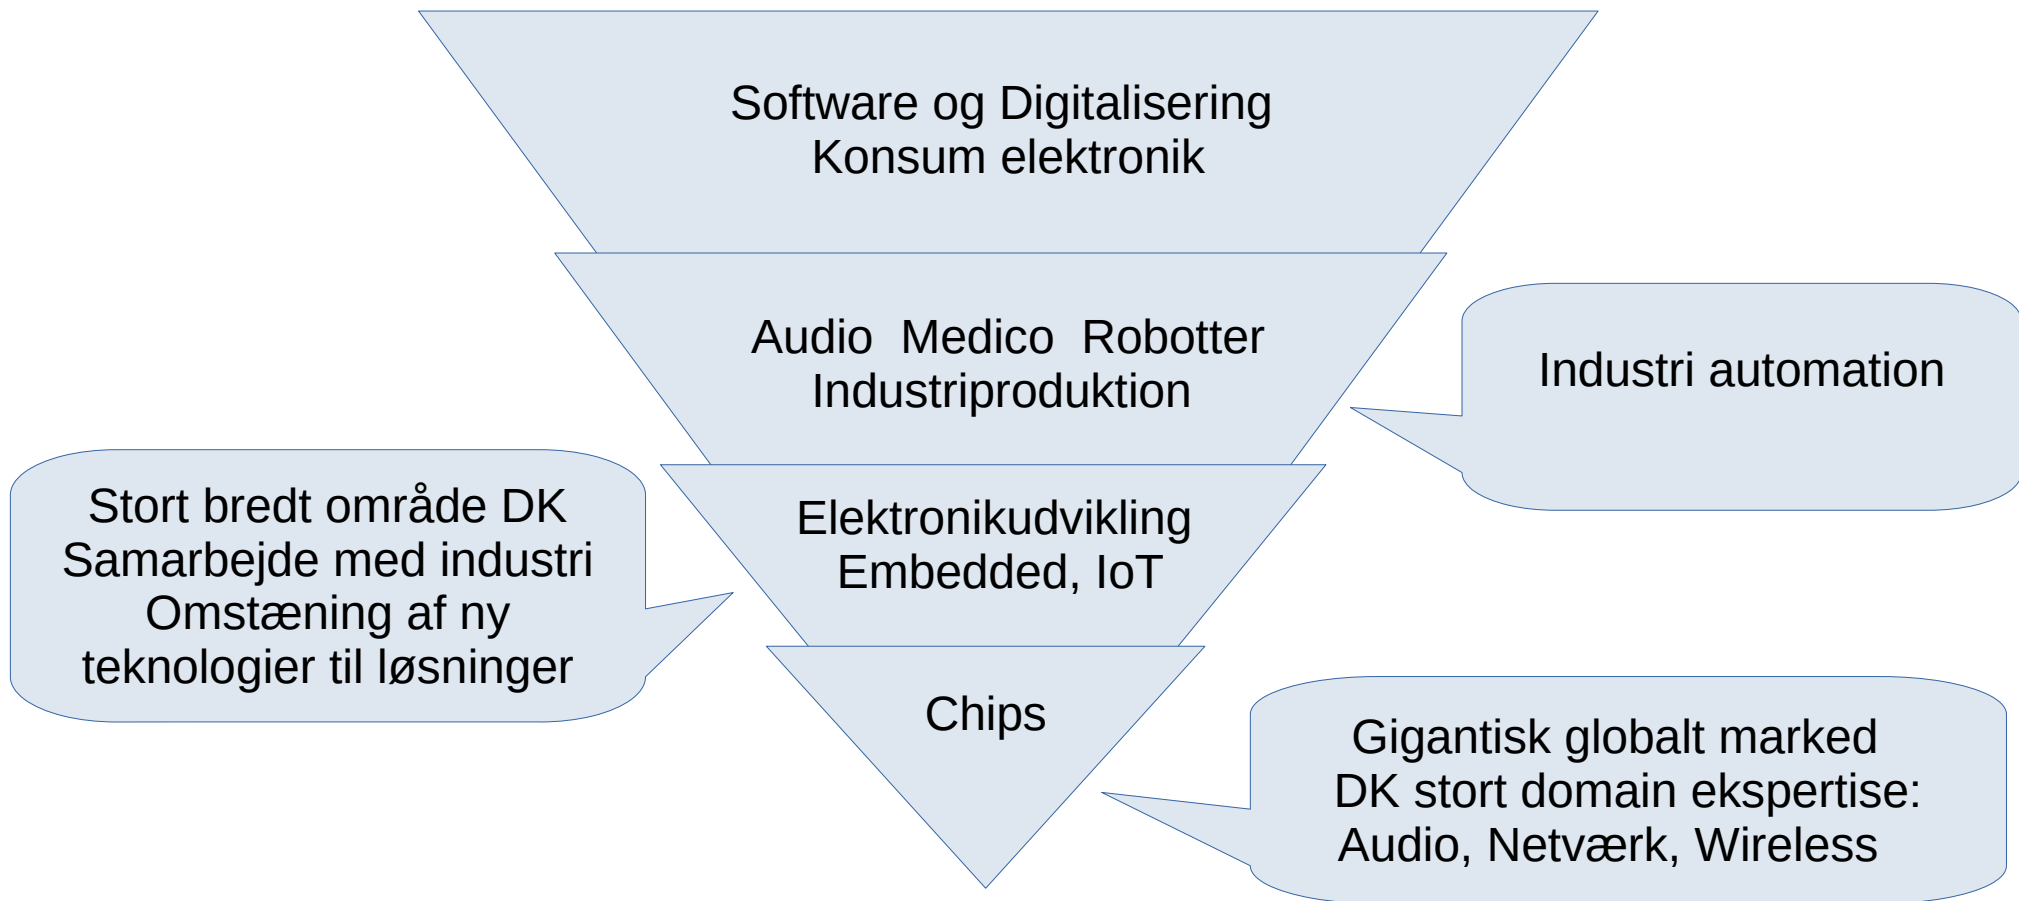 Software og Digitalisering
Konsum elektronik
Audio  Medico  Robotter
Industriproduktion
Industri automation
Stort bredt område DK
Samarbejde med industri
Omstæning af ny
teknologier til løsninger
Elektronikudvikling
Embedded, IoT
Chips
Gigantisk globalt marked
DK stort domain ekspertise:
Audio, Netværk, Wireless